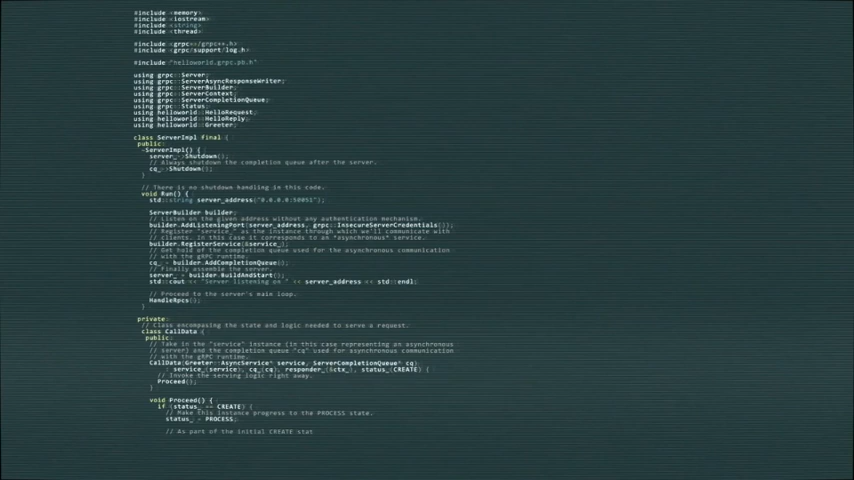 #include <memory>
#include <iostream>
#include <string>
#include <thread>
#include <grpc++/grpc++.h>
#include <grpc/support/log.h>
#include "helloworld.grpc.pb.h"
using grpc::Server;
using grpc::ServerAsyncResponseWriter;
using grpc::ServerBuilder;
using grpc::ServerContext;
using grpc::ServerCompletionQueue;
using grpc::Status;
using helloworld::HelloRequest;
using helloworld::HelloReply;
using helloworld::Greeter;
class ServerImpl final {
public:
~ServerImpl() {
server_->Shutdown();
// Always shutdown the completion queue after the server.
cq_->Shutdown();
}
// There is no shutdown handling in this code.
void Run() {
std::string server_address("0.0.0.0:50051");
ServerBuilder builder;
// Listen on the given address without any authentication mechanism.
builder.AddListeningPort(server_address, grpc::InsecureServerCredentials());
// Register "service_" as the instance through which we'll communicate with
// clients. In this case it corresponds to an *asynchronous* service.
builder.RegisterService(&service_);
// Get hold of the completion queue used for the asynchronous communication
// with the gRPC runtime.
cq_ = builder.AddCompletionQueue();
// Finally assemble the server.
server_ = builder.BuildAndStart();
std::cout << "Server listening on " << server_address << std::endl;
// Proceed to the server's main loop.
HandleRpcs();
}
private:
// Class encompasing the state and logic needed to serve a request.
class CallData {
public:
// Take in the "service" instance (in this case representing an asynchronous
// server) and the completion queue "cq" used for asynchronous communication
// with the gRPC runtime.
CallData(Greeter::AsyncService* service, ServerCompletionQueue* cq)
: service_(service), cq_(cq), responder_(&ctx_), status_(CREATE) {
// Invoke the serving logic right away.
Proceed();
}
void Proceed() {
if (status_ == CREATE) {
// Make this instance progress to the PROCESS state.
status_ = PROCESS;
// As part of the initial CREATE stat